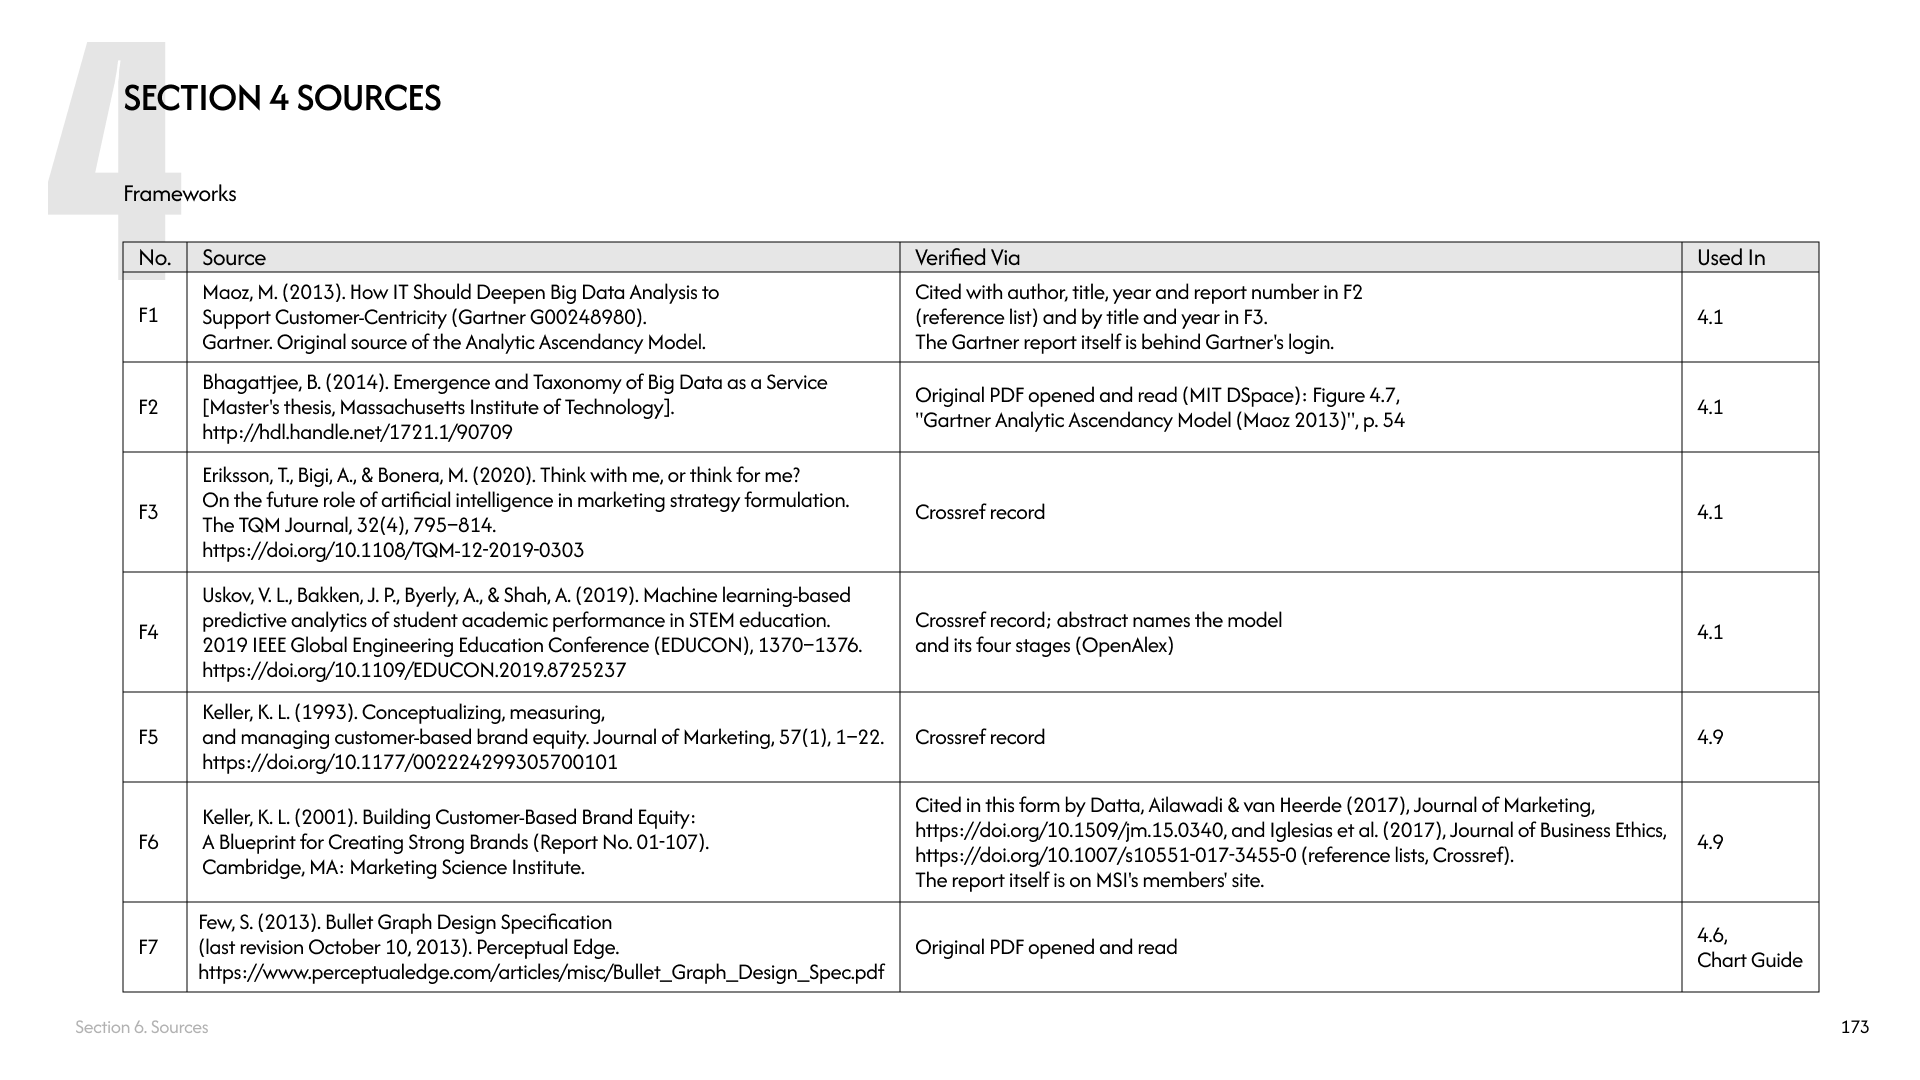 4
SECTION 4 SOURCES
Frameworks
No.
Source
Verified Via
Used In
F1
Maoz, M. (2013). How IT Should Deepen Big Data Analysis to
Support Customer-Centricity (Gartner G00248980).
Gartner. Original source of the Analytic Ascendancy Model.
Cited with author, title, year and report number in F2
(reference list) and by title and year in F3.
The Gartner report itself is behind Gartner's login.
4.1
F2
Bhagattjee, B. (2014). Emergence and Taxonomy of Big Data as a Service
[Master's thesis, Massachusetts Institute of Technology].
http://hdl.handle.net/1721.1/90709
Original PDF opened and read (MIT DSpace): Figure 4.7,
"Gartner Analytic Ascendancy Model (Maoz 2013)", p. 54
4.1
F3
Eriksson, T., Bigi, A., & Bonera, M. (2020). Think with me, or think for me?
On the future role of artificial intelligence in marketing strategy formulation.
The TQM Journal, 32(4), 795–814.
https://doi.org/10.1108/TQM-12-2019-0303
Crossref record
4.1
F4
Uskov, V. L., Bakken, J. P., Byerly, A., & Shah, A. (2019). Machine learning-based
predictive analytics of student academic performance in STEM education.
2019 IEEE Global Engineering Education Conference (EDUCON), 1370–1376.
https://doi.org/10.1109/EDUCON.2019.8725237
Crossref record; abstract names the model
and its four stages (OpenAlex)
4.1
F5
Keller, K. L. (1993). Conceptualizing, measuring,
and managing customer-based brand equity. Journal of Marketing, 57(1), 1–22.
https://doi.org/10.1177/002224299305700101
Crossref record
4.9
F6
Keller, K. L. (2001). Building Customer-Based Brand Equity:
A Blueprint for Creating Strong Brands (Report No. 01-107).
Cambridge, MA: Marketing Science Institute.
Cited in this form by Datta, Ailawadi & van Heerde (2017), Journal of Marketing,
https://doi.org/10.1509/jm.15.0340, and Iglesias et al. (2017), Journal of Business Ethics,
https://doi.org/10.1007/s10551-017-3455-0 (reference lists, Crossref).
The report itself is on MSI's members' site.
4.9
F7
Few, S. (2013). Bullet Graph Design Specification
(last revision October 10, 2013). Perceptual Edge.
https://www.perceptualedge.com/articles/misc/Bullet_Graph_Design_Spec.pdf
Original PDF opened and read
4.6,
Chart Guide
Section 6. Sources
173